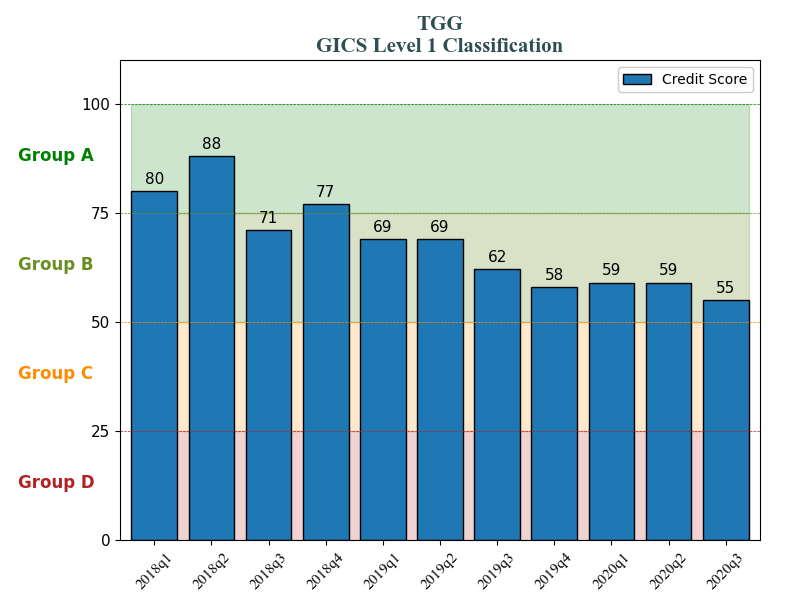 TGG
GICS Level 1 Classification
Credit Score
100
75
50
25
0
Group A
Group B
Group C
Group D
80
88
71
77
69
69
62
58
59
59
55
2018q1
2018q2
2018q3
2018q4
2019q1
2019q2
2019q3
2019q4
2020q1
2020q2
2020q3